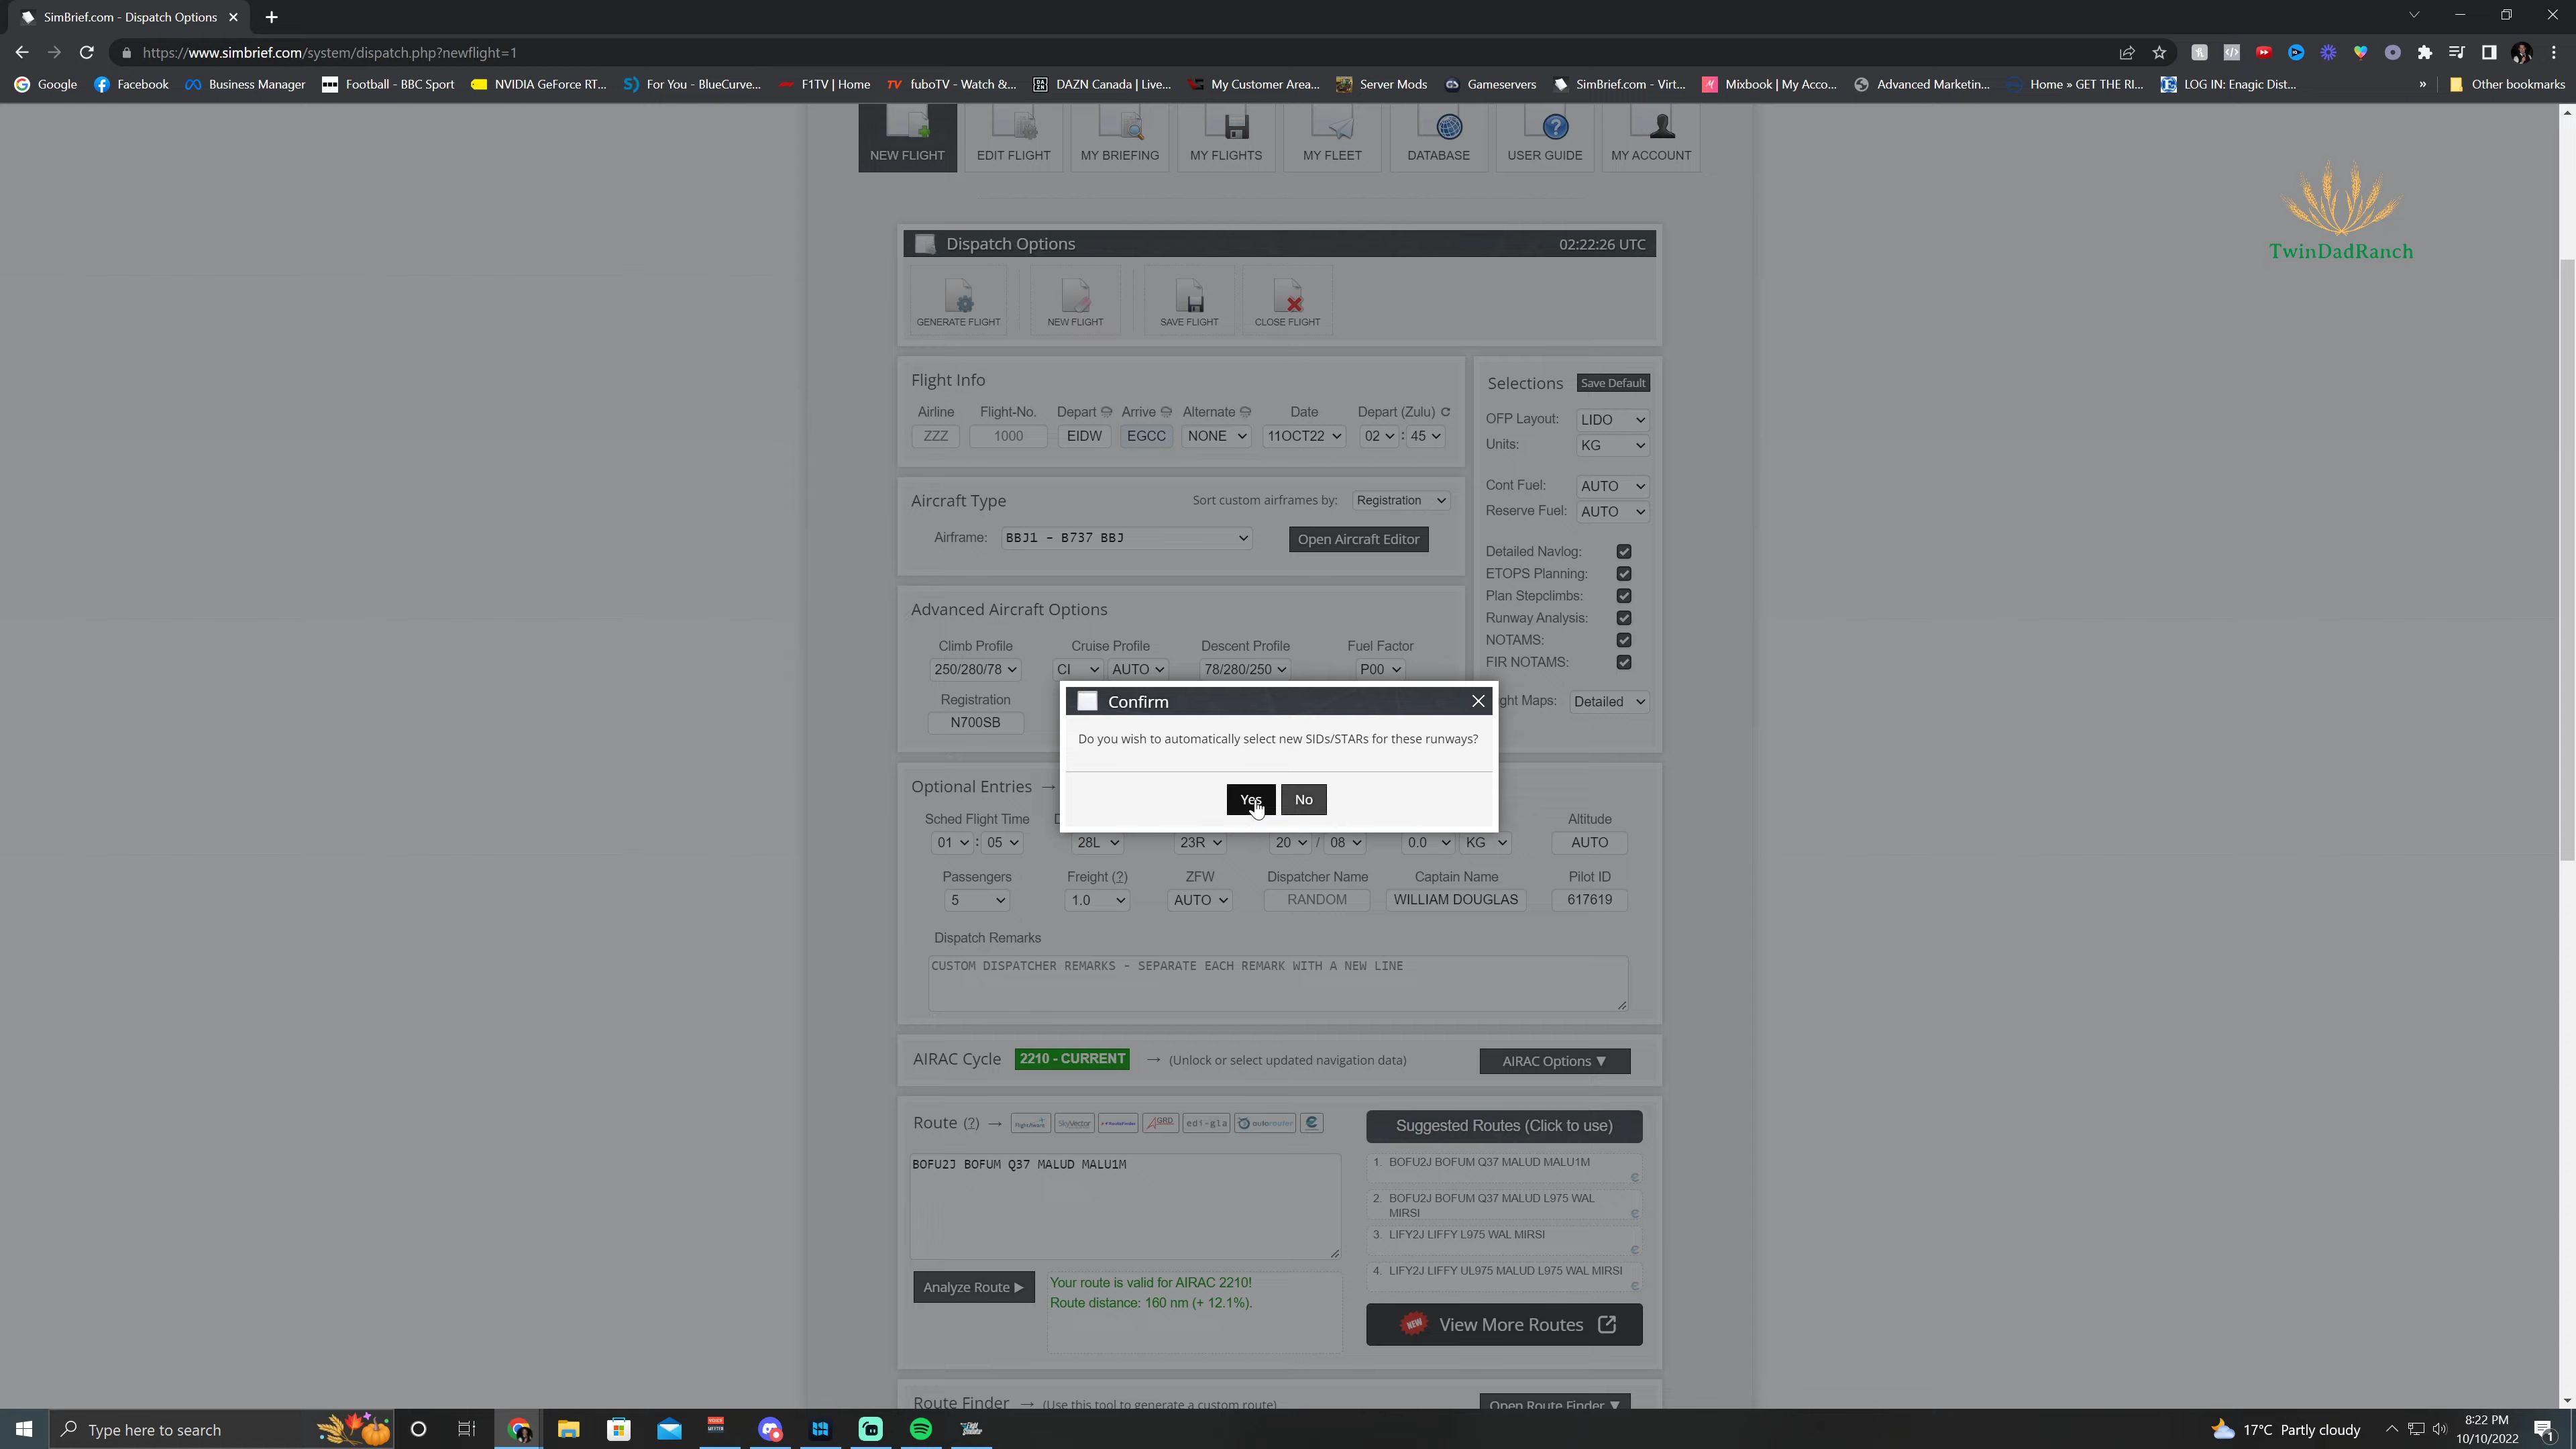 SimBrief.com - Dispatch Options
https://www.simbrief.com/system/dispatch.php?newflight=1
Google
Facebook
Business Manager
Football - BBC Sport
NVIDIA GeForce RT...
For You - BlueCurve...
F1TV | Home
fuboTV - Watch &...
DAZN Canada | Live...
My Customer Area...
Server Mods
Gameservers
SimBrief.com - Virt...
Mixbook | My Acco...
Advanced Marketin...
Home » GET THE RI...
LOG IN: Enagic Dist...
»
Other bookmarks
NEW FLIGHT
EDIT FLIGHT
MY BRIEFING
MY FLIGHTS
MY FLEET
DATABASE
USER GUIDE
MY ACCOUNT
TwinDadRanch
Dispatch Options
02:22:26 UTC
GENERATE FLIGHT
NEW FLIGHT
SAVE FLIGHT
CLOSE FLIGHT
Flight Info
Airline Flight-No. Depart Arrive Alternate Date Depart (Zulu)
ZZZ 1000 EIDW EGCC NONE 11OCT22 02 : 45
Selections Save Default
OFP Layout: LIDO
Units: KG
Cont Fuel: AUTO
Reserve Fuel: AUTO
Detailed Navlog:
ETOPS Planning:
Plan Stepclimbs:
Runway Analysis:
NOTAMS:
FIR NOTAMS:
ght Maps: Detailed
Aircraft Type
Sort custom airframes by: Registration
Airframe: BBJ1 - B737 BBJ
Open Aircraft Editor
Advanced Aircraft Options
Climb Profile Cruise Profile Descent Profile Fuel Factor
250/280/78 CI AUTO 78/280/250 P00
Registration
N700SB
Confirm
Do you wish to automatically select new SIDs/STARs for these runways?
Yes No
Optional Entries →
Sched Flight Time D Altitude
01 : 05 28L 23R 20 / 08 0.0 KG AUTO
Passengers Freight (?) ZFW Dispatcher Name Captain Name Pilot ID
5 1.0 AUTO RANDOM WILLIAM DOUGLAS 617619
Dispatch Remarks
CUSTOM DISPATCHER REMARKS - SEPARATE EACH REMARK WITH A NEW LINE
AIRAC Cycle 2210 - CURRENT → (Unlock or select updated navigation data) AIRAC Options ▼
Route (?) → SkyVector RouteFinder GRD edi-gla autorouter
BOFU2J BOFUM Q37 MALUD MALU1M
Suggested Routes (Click to use)
1. BOFU2J BOFUM Q37 MALUD MALU1M
2. BOFU2J BOFUM Q37 MALUD L975 WAL
MIRSI
3. LIFY2J LIFFY L975 WAL MIRSI
4. LIFY2J LIFFY UL975 MALUD L975 WAL MIRSI
Analyze Route ▶
Your route is valid for AIRAC 2210!
Route distance: 160 nm (+ 12.1%).
NEW View More Routes
Route Finder → (Use this tool to generate a custom route) Open Route Finder ▼
Type here to search
17°C Partly cloudy
8:22 PM
10/10/2022
1